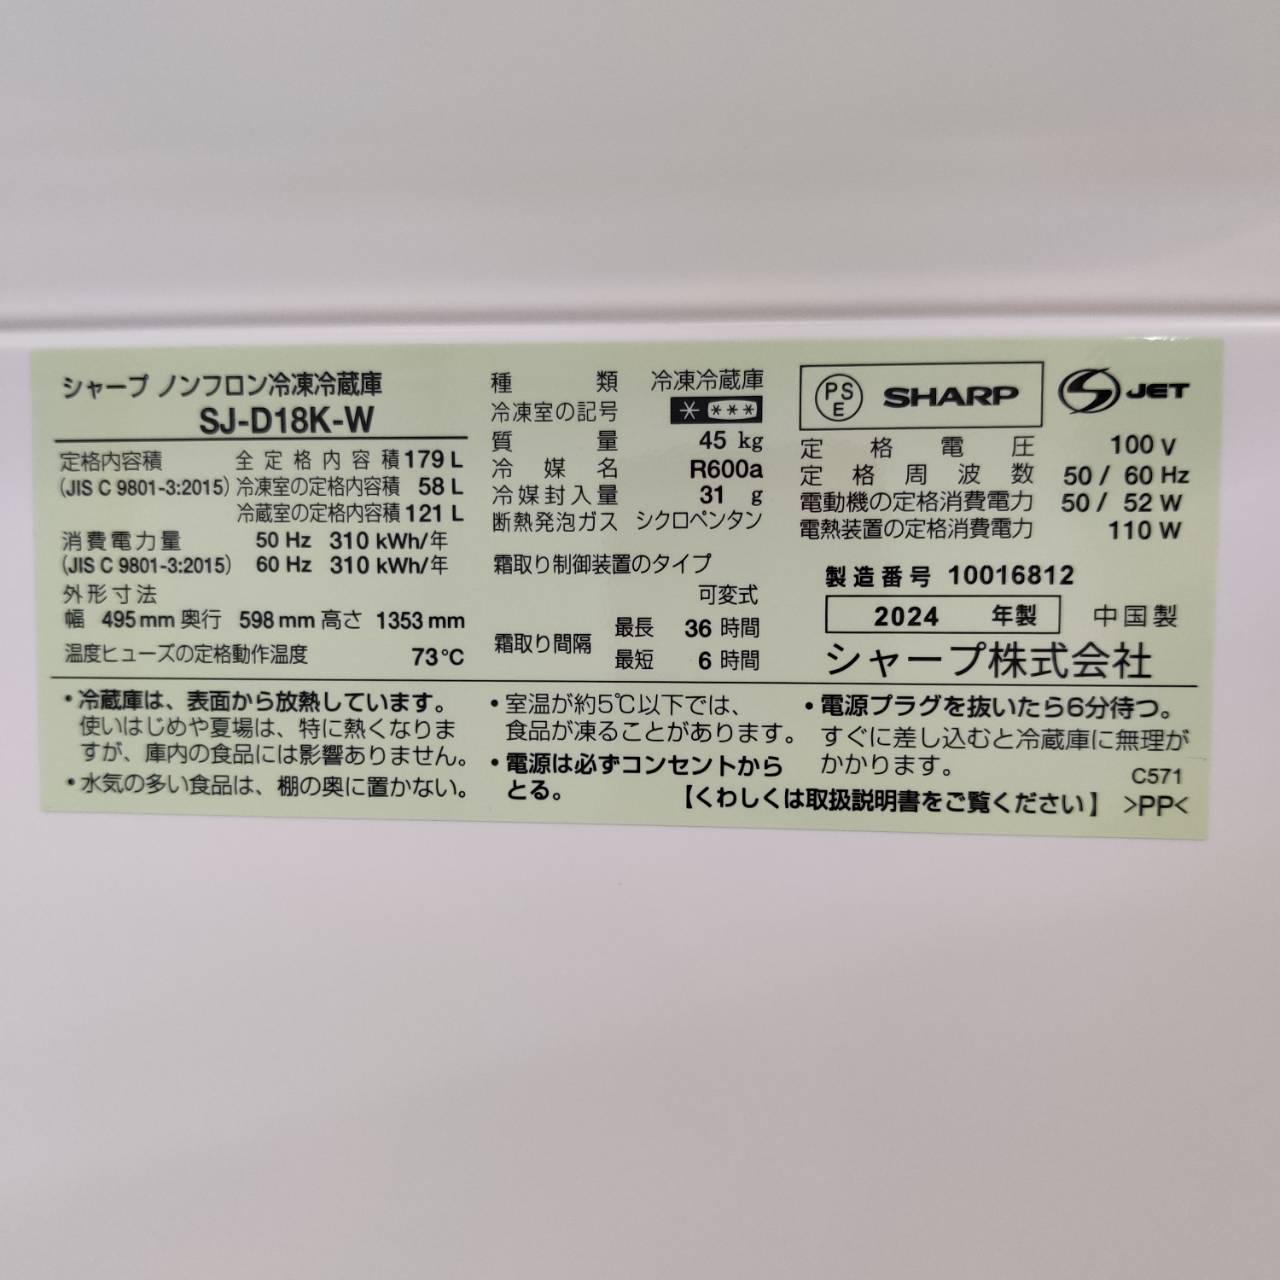 シャープ ノンフロン冷凍冷蔵庫
SJ-D18K-W
定格内容積 全定格内容積 179 L
(JIS C 9801-3:2015) 冷凍室の定格内容積 58 L
冷蔵室の定格内容積 121 L
消費電力量 50 Hz 310 kWh/年
(JIS C 9801-3:2015) 60 Hz 310 kWh/年
外形寸法
幅 495 mm 奥行 598 mm 高さ 1353 mm
温度ヒューズの定格動作温度 73℃
種類 冷凍冷蔵庫
冷凍室の記号 * ***
質量 45 kg
冷媒名 R600a
冷媒封入量 31 g
断熱発泡ガス シクロペンタン
霜取り制御装置のタイプ
可変式
霜取り間隔 最長 36 時間
最短 6 時間
PSE SHARP
JET
定格電圧 100 V
定格周波数 50 / 60 Hz
電動機の定格消費電力 50 / 52 W
電熱装置の定格消費電力 110 W
製造番号 10016812
2024 年製 中国製
シャープ株式会社
・冷蔵庫は、表面から放熱しています。
使いはじめや夏場は、特に熱くなりま
すが、庫内の食品には影響ありません。
・水気の多い食品は、棚の奥に置かない。
・室温が約5℃以下では、
食品が凍ることがあります。
・電源は必ずコンセントから
とる。
・電源プラグを抜いたら6分待つ。
すぐに差し込むと冷蔵庫に無理が
かかります。
C571
【くわしくは取扱説明書をご覧ください】 >PP<